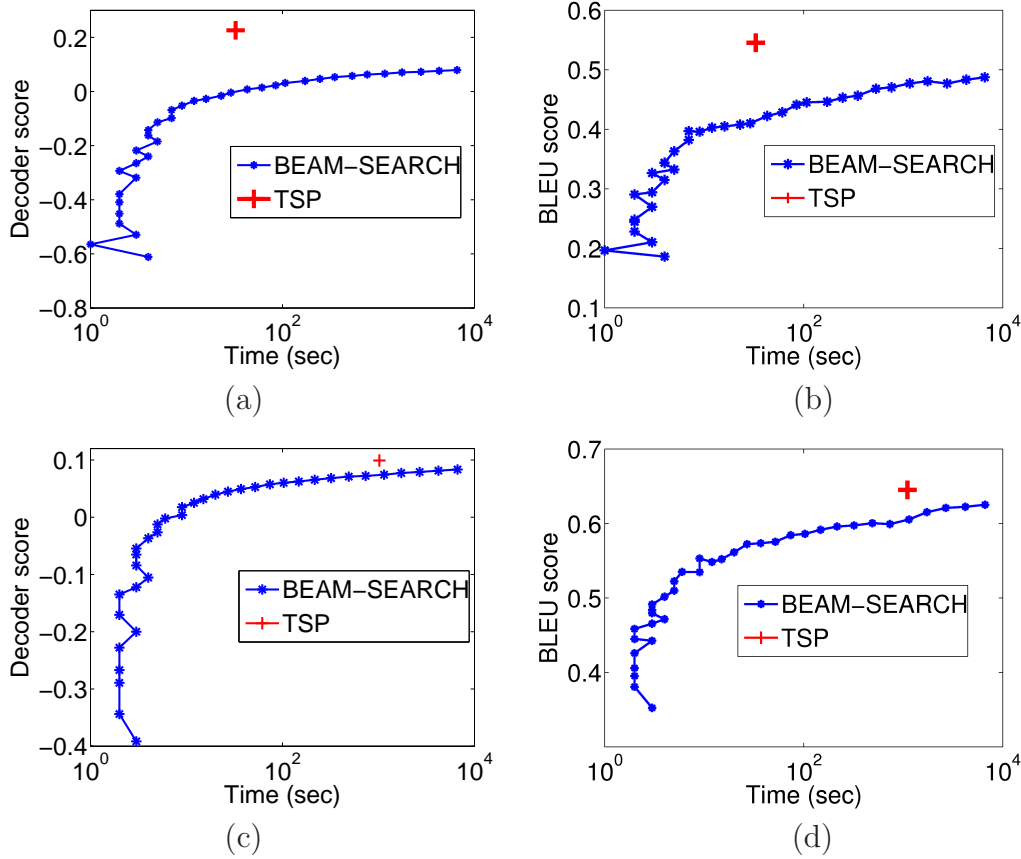 0.2
0
−0.2
−0.4
−0.6
−0.8
Decoder score
BEAM−SEARCH
TSP
10^0 10^2 10^4
Time (sec)
(a)
0.6
0.5
0.4
0.3
0.2
0.1
BLEU score
BEAM−SEARCH
TSP
10^0 10^2 10^4
Time (sec)
(b)
0.1
0
−0.1
−0.2
−0.3
−0.4
Decoder score
BEAM−SEARCH
TSP
10^0 10^2 10^4
Time (sec)
(c)
0.7
0.6
0.5
0.4
BLEU score
BEAM−SEARCH
TSP
10^0 10^2 10^4
Time (sec)
(d)